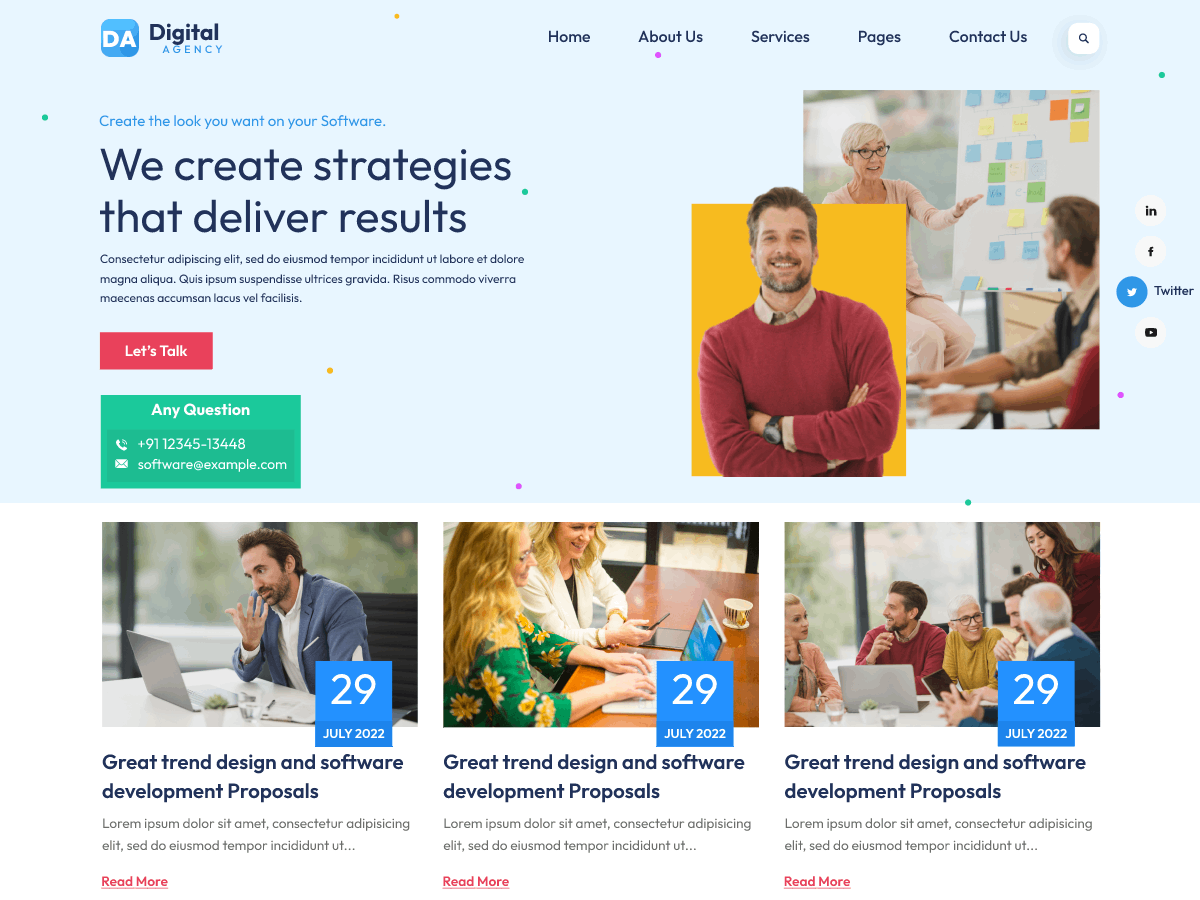 DA
Digital
AGENCY
Home
About Us
Services
Pages
Contact Us
Create the look you want on your Software.
We create strategies
that deliver results
Consectetur adipiscing elit, sed do eiusmod tempor incididunt ut labore et dolore
magna aliqua. Quis ipsum suspendisse ultrices gravida. Risus commodo viverra
maecenas accumsan lacus vel facilisis.
Let's Talk
Any Question
+91 12345-13448
software@example.com
in
f
Twitter
29
JULY 2022
Great trend design and software
development Proposals
Lorem ipsum dolor sit amet, consectetur adipisicing
elit, sed do eiusmod tempor incididunt ut...
Read More
29
JULY 2022
Great trend design and software
development Proposals
Lorem ipsum dolor sit amet, consectetur adipisicing
elit, sed do eiusmod tempor incididunt ut...
Read More
29
JULY 2022
Great trend design and software
development Proposals
Lorem ipsum dolor sit amet, consectetur adipisicing
elit, sed do eiusmod tempor incididunt ut...
Read More